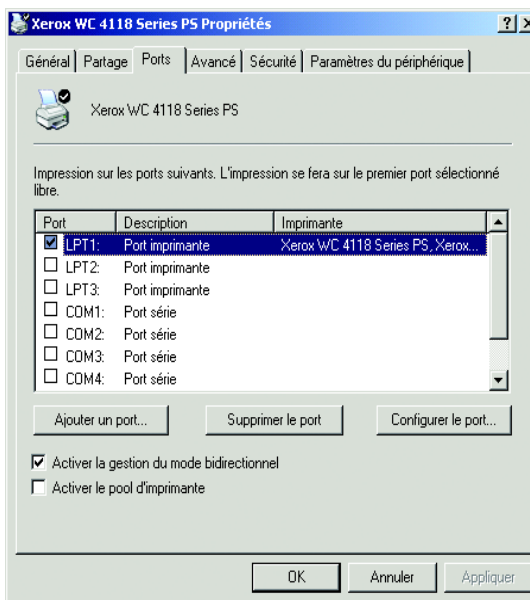 Xerox WC 4118 Series PS Propriétés
Général Partage Ports Avancé Sécurité Paramètres du périphérique
Xerox WC 4118 Series PS
Impression sur les ports suivants. L'impression se fera sur le premier port sélectionné
libre.
Port Description Imprimante
LPT1: Port imprimante Xerox WC 4118 Series PS, Xerox...
LPT2: Port imprimante
LPT3: Port imprimante
COM1: Port série
COM2: Port série
COM3: Port série
COM4: Port série
Ajouter un port... Supprimer le port Configurer le port...
Activer la gestion du mode bidirectionnel
Activer le pool d'imprimante
OK Annuler Appliquer